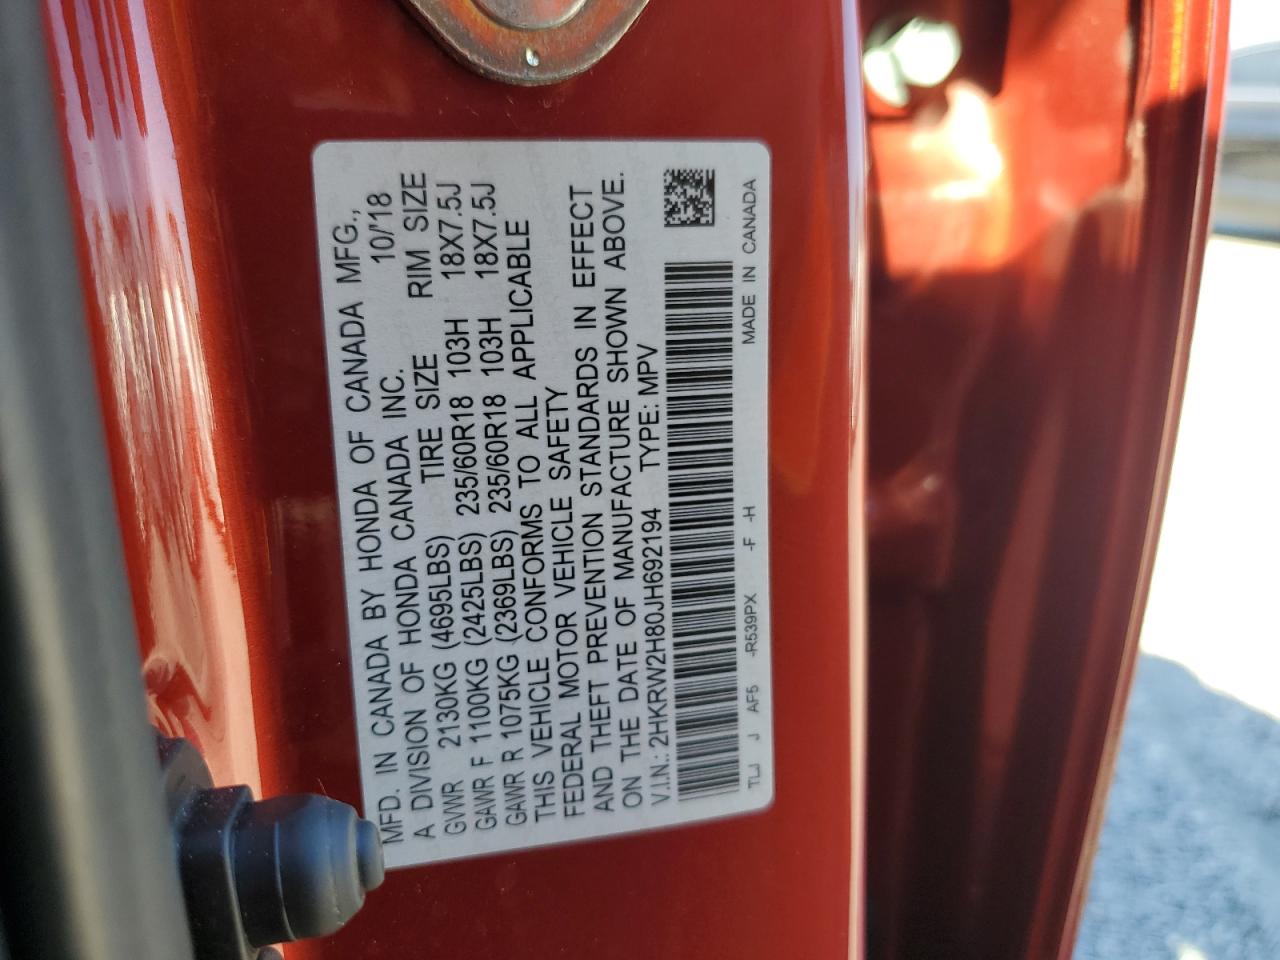 MFD. IN CANADA BY HONDA OF CANADA MFG.,
A DIVISION OF HONDA CANADA INC. 10/'18
GVWR 2130KG (4695LBS) TIRE SIZE RIM SIZE
GAWR F 1100KG (2425LBS) 235/60R18 103H 18X7.5J
GAWR R 1075KG (2369LBS) 235/60R18 103H 18X7.5J
THIS VEHICLE CONFORMS TO ALL APPLICABLE
FEDERAL MOTOR VEHICLE SAFETY
AND THEFT PREVENTION STANDARDS IN EFFECT
ON THE DATE OF MANUFACTURE SHOWN ABOVE.
V.I.N.: 2HKRW2H80JH692194 TYPE: MPV
TLJ J AF5 -R539PX -F -H MADE IN CANADA